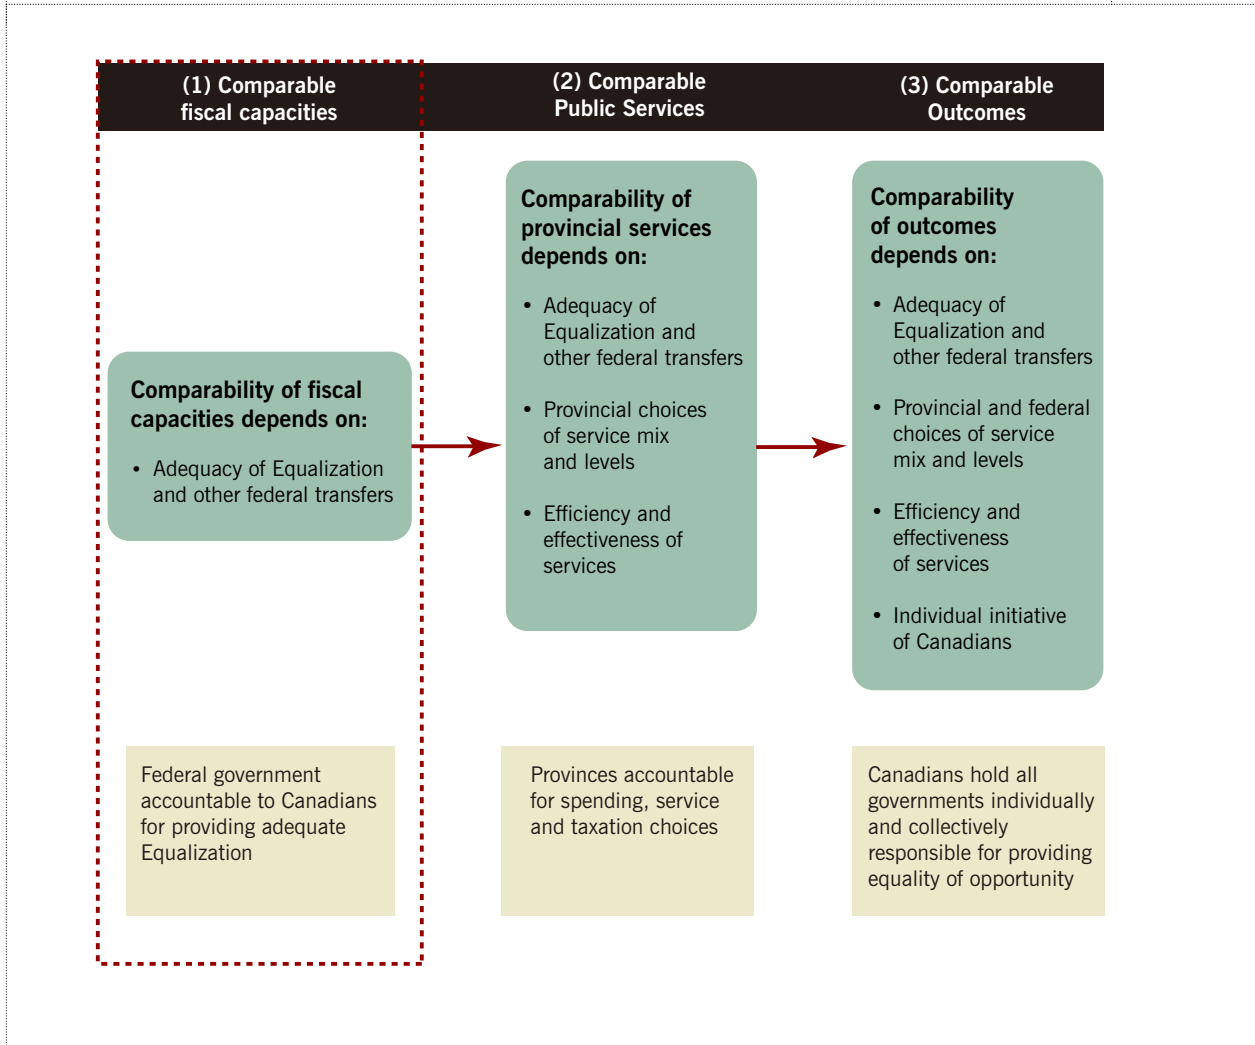 (1) Comparable
fiscal capacities
(2) Comparable
Public Services
(3) Comparable
Outcomes
Comparability of fiscal
capacities depends on:
• Adequacy of Equalization
and other federal transfers
Comparability of
provincial services
depends on:
• Adequacy of
Equalization and
other federal transfers
• Provincial choices
of service mix
and levels
• Efficiency and
effectiveness of
services
Comparability
of outcomes
depends on:
• Adequacy of
Equalization and
other federal transfers
• Provincial and federal
choices of service
mix and levels
• Efficiency and
effectiveness
of services
• Individual initiative
of Canadians
Federal government
accountable to Canadians
for providing adequate
Equalization
Provinces accountable
for spending, service
and taxation choices
Canadians hold all
governments individually
and collectively
responsible for providing
equality of opportunity